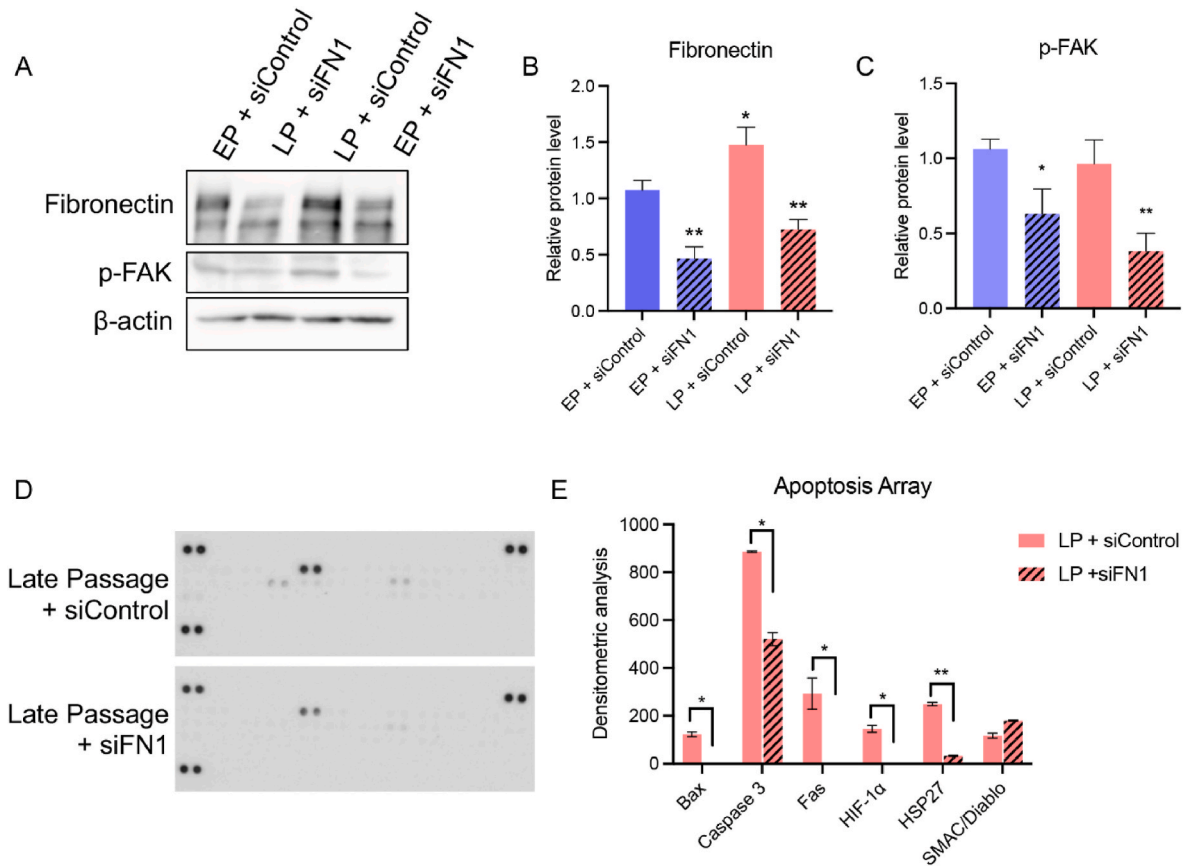 A
EP + siControl
LP + siFN1
LP + siControl
EP + siFN1
Fibronectin
p-FAK
β-actin
B
Fibronectin
Relative protein level
2.0
1.5
1.0
0.5
0.0
*
**
**
EP + siControl
EP + siFN1
LP + siControl
LP + siFN1
C
p-FAK
Relative protein level
1.5
1.0
0.5
0.0
*
**
EP + siControl
EP + siFN1
LP + siControl
LP + siFN1
D
Late Passage
+ siControl
Late Passage
+ siFN1
E
Apoptosis Array
Densitometric analysis
1000
800
600
400
200
0
*
*
*
*
**
Bax
Caspase 3
Fas
HIF-1α
HSP27
SMAC/Diablo
LP + siControl
LP +siFN1